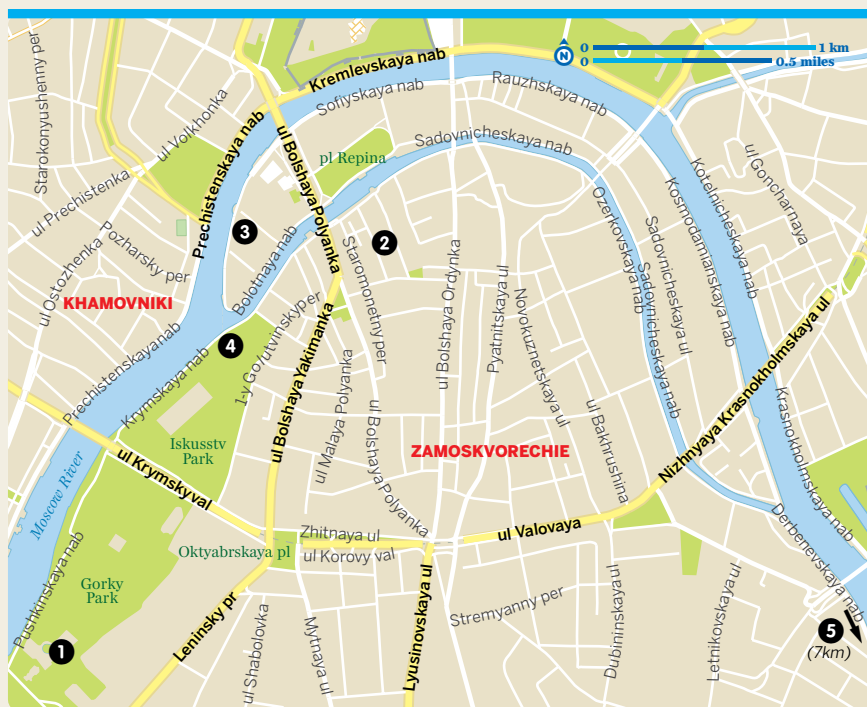 Starokonyushenny per
ul Volkhonka
ul Prechistenka
Prechistenskaya nab
Kremlevskaya nab
Sofiyskaya nab
Rauzhskaya nab
N
0
1 km
0
0.5 miles
ul Bolshaya Polyanka
pl Repina
Sadovnicheskaya nab
ul Goncharnaya
Kotelnicheskaya nab
Kosmodamianskaya nab
Ozerkovskaya nab
Sadovnicheskaya ul
Sadovnicheskaya nab
3
2
Pozharsky per
ul Ostozhenka
KHAMOVNIKI
Bolotnaya nab
Staromonetny per
ul Bolshaya Ordynka
Pyatnitskaya ul
Novokuznetskaya ul
4
1-y Golutvinsky per
Prechistenskaya nab
Krymskaya nab
ul Bolshaya Yakimanka
ul Malaya Polyanka
ul Bolshaya Polyanka
ZAMOSKVORECHIE
ul Bakhrushina
Nizhnyaya Krasnokholmskaya ul
Krasnokholmskaya nab
Iskusstv
Park
ul Krymsky val
Moscow River
Zhitnaya ul
ul Korovy val
ul Valovaya
Oktyabrskaya pl
Derbenevskaya nab
Pushkinskaya nab
Gorky
Park
1
Leninsky pr
ul Shabolovka
Mytnaya ul
Lyusinovskaya ul
Stremyanny per
Dubininskaya ul
Letnikovskaya ul
5
(7km)